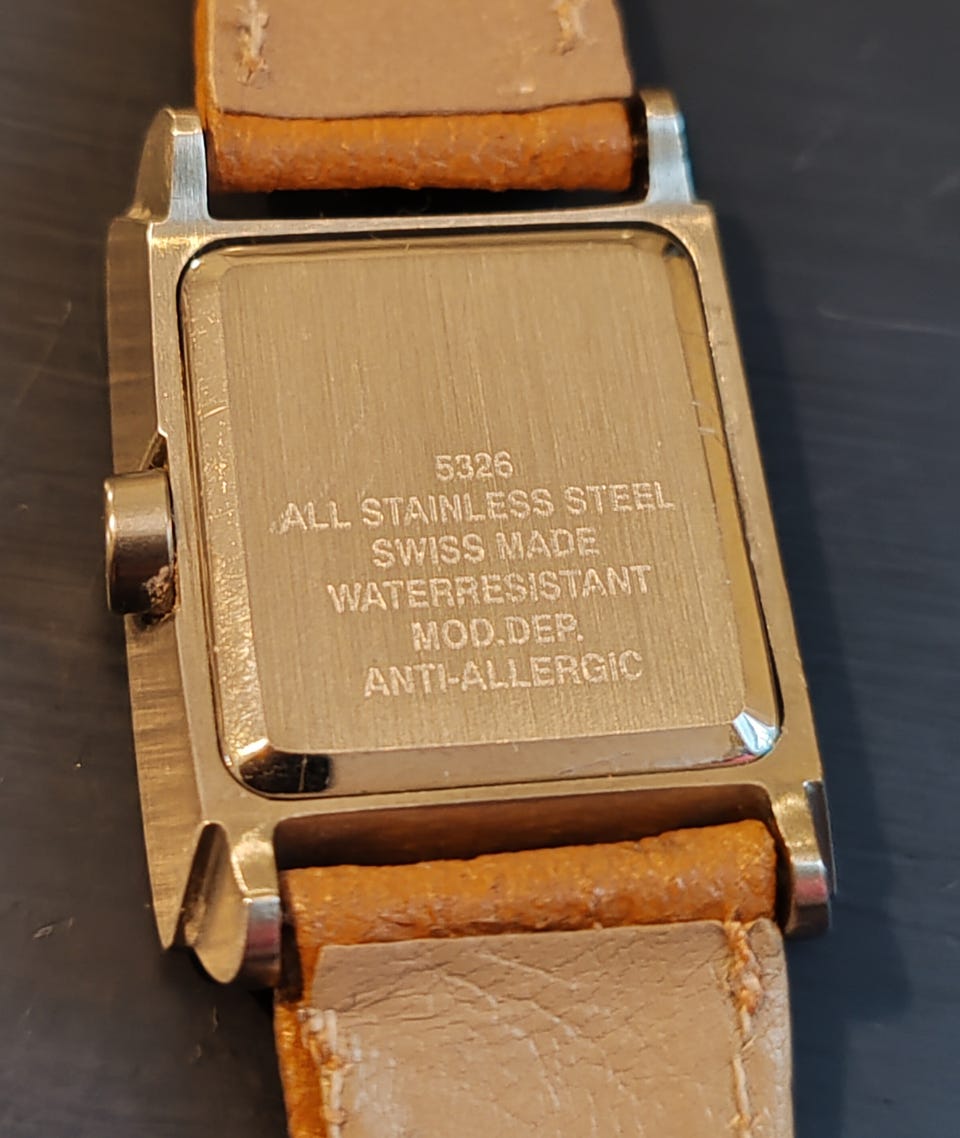 5326
ALL STAINLESS STEEL
SWISS MADE
WATERRESISTANT
MOD.DEP.
ANTI-ALLERGiC